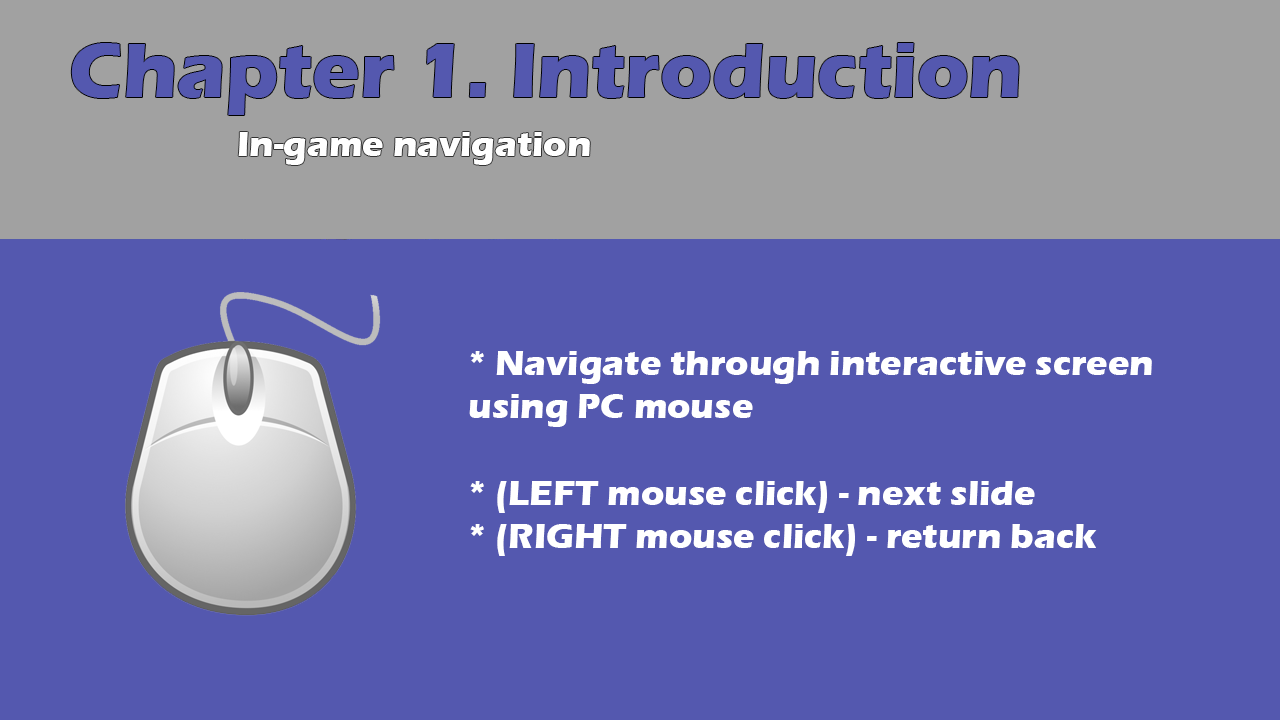 Chapter 1. Introduction
In-game navigation
* Navigate through interactive screen
using PC mouse
* (LEFT mouse click) - next slide
* (RIGHT mouse click) - return back